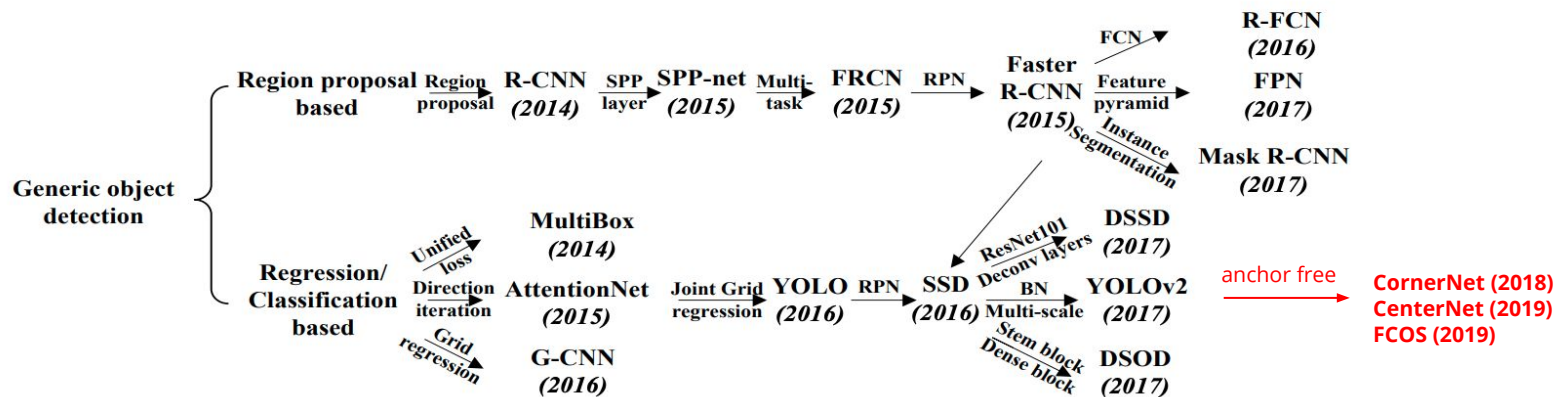 Generic object
detection
Region proposal
based
Region
proposal
R-CNN
(2014)
SPP
layer
SPP-net
(2015)
Multi-
task
FRCN
(2015)
RPN
Faster
R-CNN
(2015)
FCN
R-FCN
(2016)
Feature
pyramid
FPN
(2017)
Instance
Segmentation
Mask R-CNN
(2017)
Regression/
Classification
based
Unified
loss
MultiBox
(2014)
Direction
iteration
AttentionNet
(2015)
Grid
regression
G-CNN
(2016)
Joint Grid
regression
YOLO
(2016)
RPN
SSD
(2016)
ResNet101
Deconv layers
DSSD
(2017)
BN
Multi-scale
YOLOv2
(2017)
Stem block
Dense block
DSOD
(2017)
anchor free
CornerNet (2018)
CenterNet (2019)
FCOS (2019)